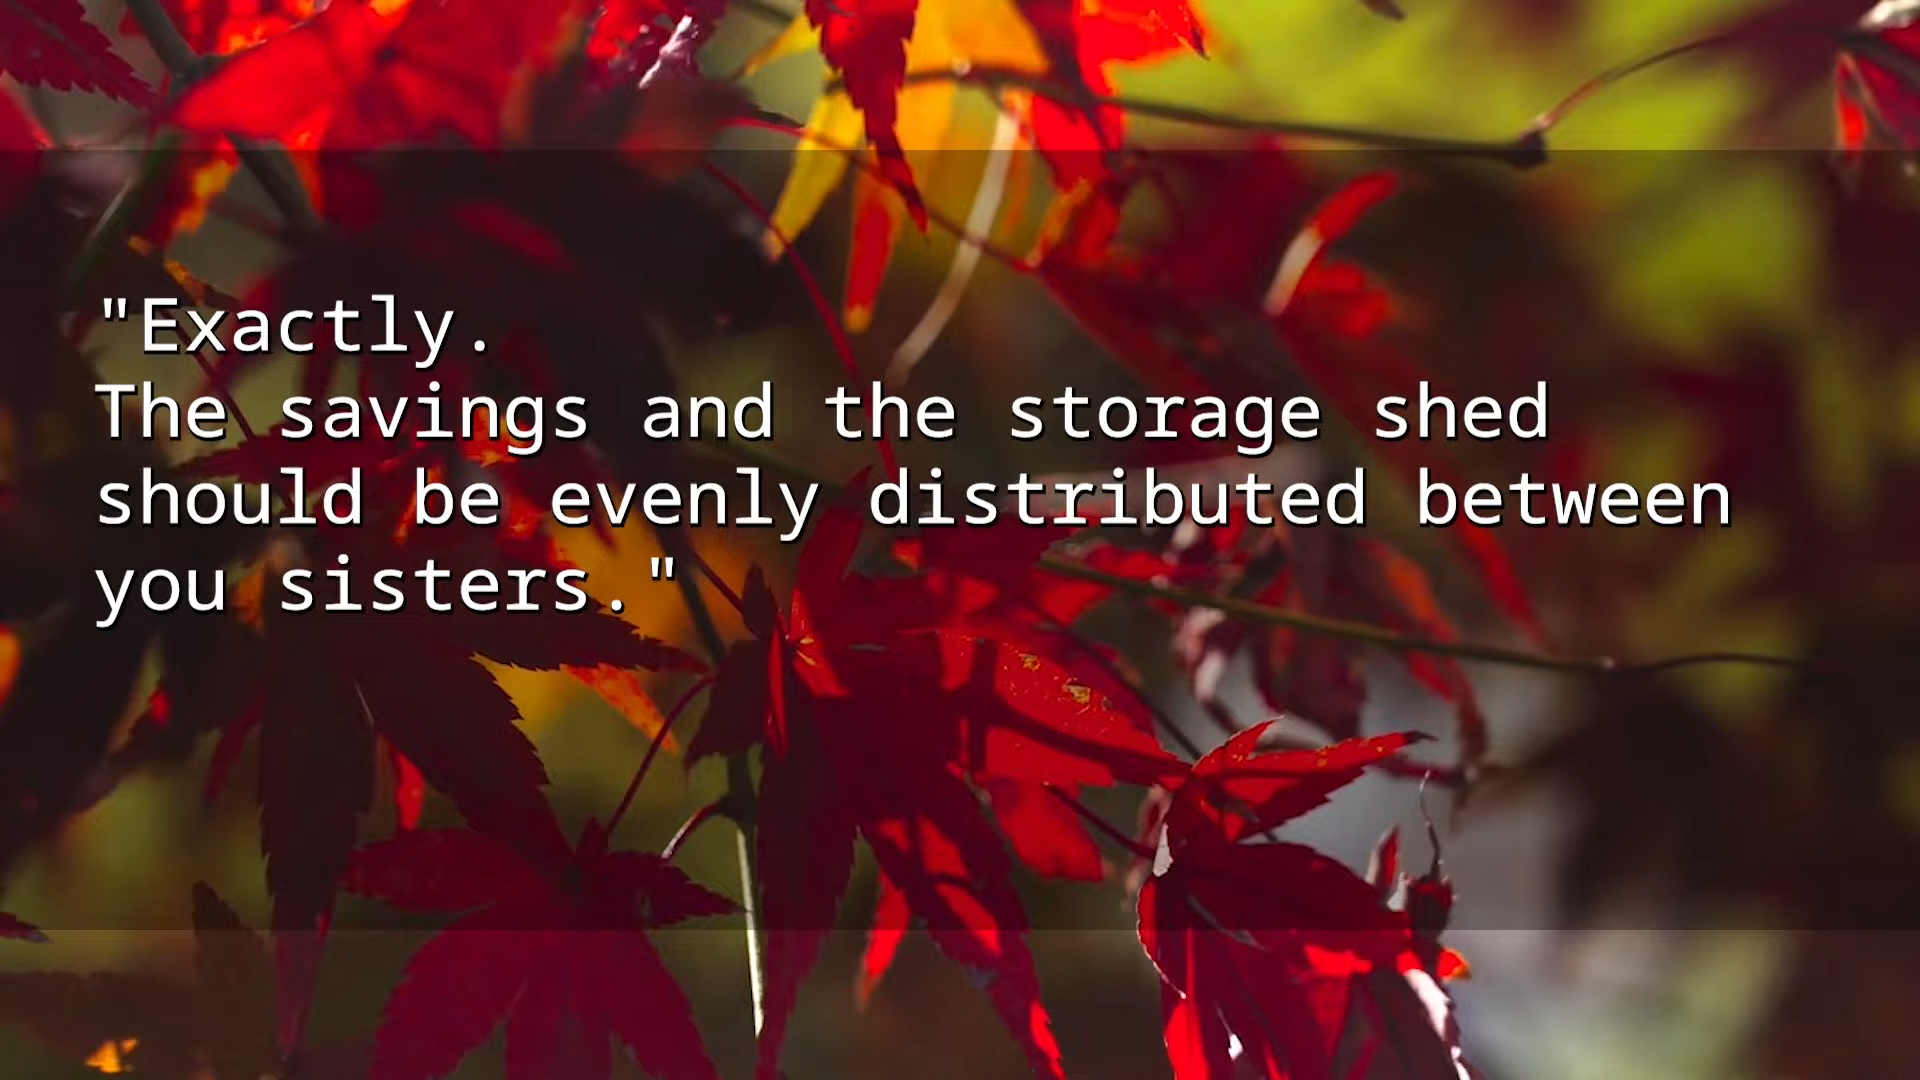 "Exactly.
The savings and the storage shed
should be evenly distributed between
you sisters."